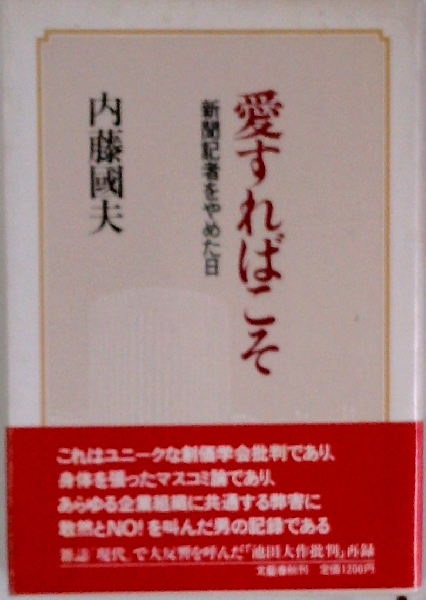 愛すればこそ
新聞記者をやめた日
内藤國夫
これはユニークな創価学会批判であり、
身体を張ったマスコミ論であり、
あらゆる企業組織に共通する弊害に
敢然とNO!を叫んだ男の記録である
雑誌「現代」で大反響を呼んだ「池田大作批判」再録
文藝春秋刊 定価1200円